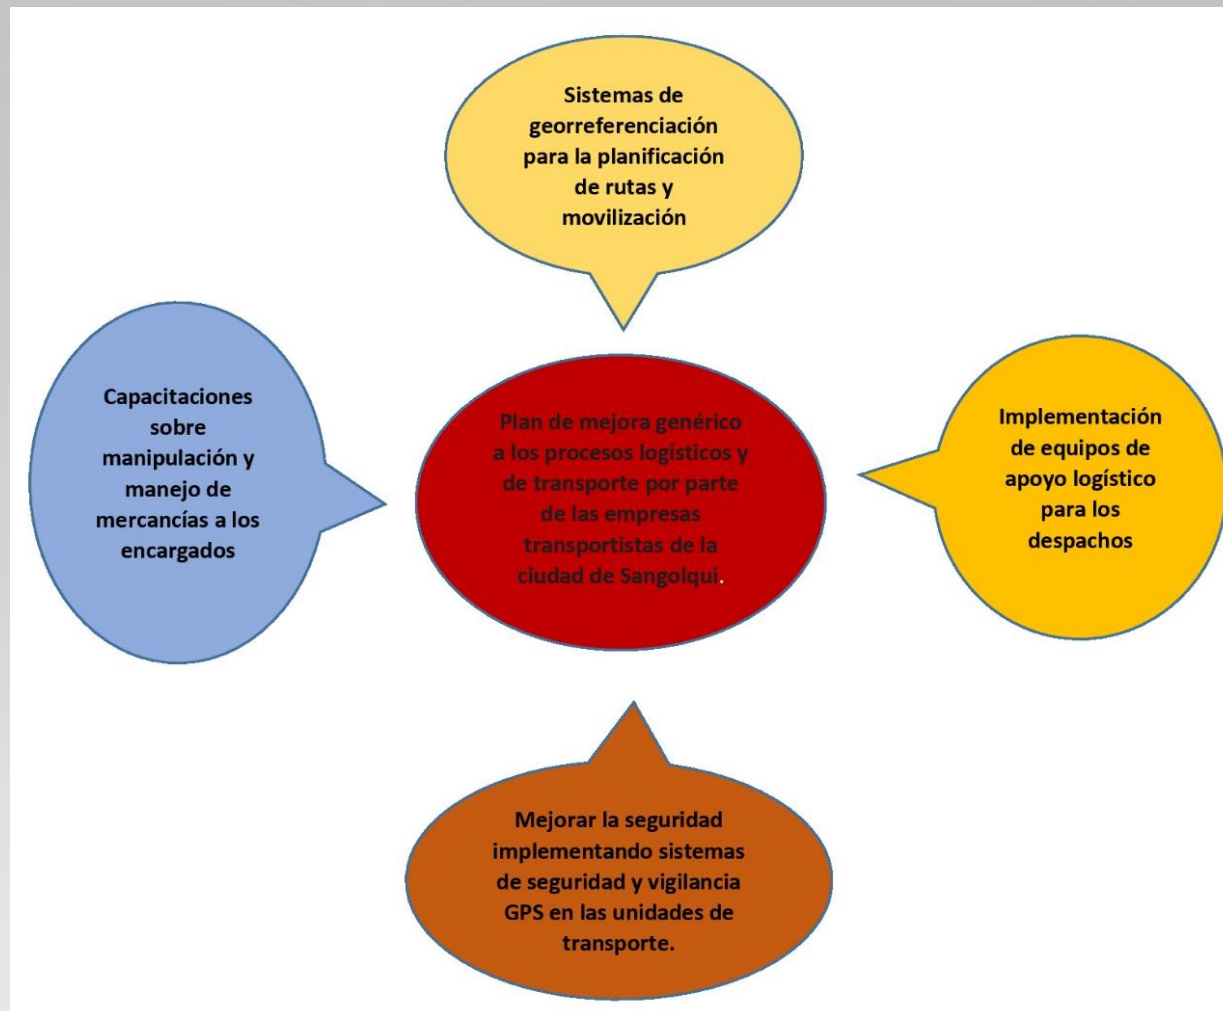 Sistemas de
georreferenciación
para la planificación
de rutas y
movilización
Capacitaciones
sobre
manipulación y
manejo de
mercancías a los
encargados
Plan de mejora genérico
a los procesos logísticos y
de transporte por parte
de las empresas
transportistas de la
ciudad de Sangolqui.
Implementación
de equipos de
apoyo logístico
para los
despachos
Mejorar la seguridad
implementando sistemas
de seguridad y vigilancia
GPS en las unidades de
transporte.